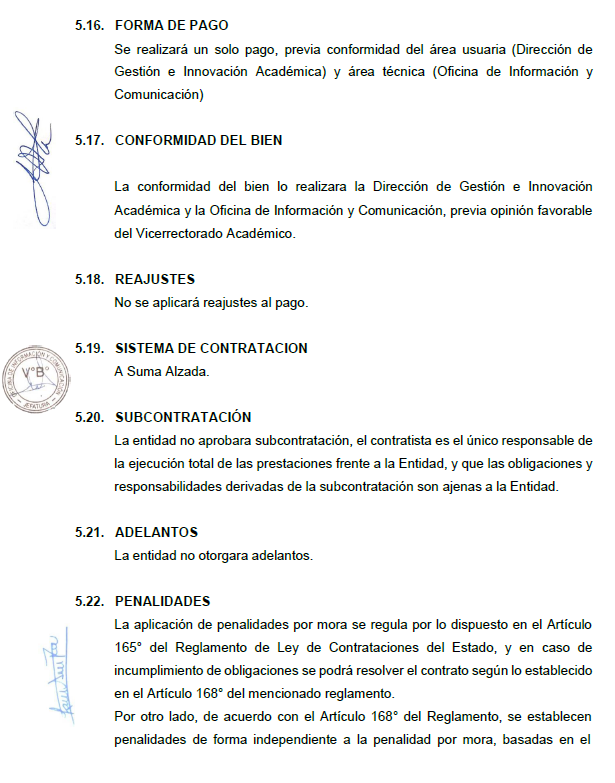 5.16. FORMA DE PAGO
Se realizará un solo pago, previa conformidad del área usuaria (Dirección de
Gestión e Innovación Académica) y área técnica (Oficina de Información y
Comunicación)
5.17. CONFORMIDAD DEL BIEN
La conformidad del bien lo realizara la Dirección de Gestión e Innovación
Académica y la Oficina de Información y Comunicación, previa opinión favorable
del Vicerrectorado Académico.
5.18. REAJUSTES
No se aplicará reajustes al pago.
5.19. SISTEMA DE CONTRATACION
A Suma Alzada.
OFICINA DE INFORMACIÓN Y COMUNICACIÓN
V°B°
JEFATURA
5.20. SUBCONTRATACIÓN
La entidad no aprobara subcontratación, el contratista es el único responsable de
la ejecución total de las prestaciones frente a la Entidad, y que las obligaciones y
responsabilidades derivadas de la subcontratación son ajenas a la Entidad.
5.21. ADELANTOS
La entidad no otorgara adelantos.
5.22. PENALIDADES
La aplicación de penalidades por mora se regula por lo dispuesto en el Artículo
165° del Reglamento de Ley de Contrataciones del Estado, y en caso de
incumplimiento de obligaciones se podrá resolver el contrato según lo establecido
en el Artículo 168° del mencionado reglamento.
Por otro lado, de acuerdo con el Artículo 168° del Reglamento, se establecen
penalidades de forma independiente a la penalidad por mora, basadas en el